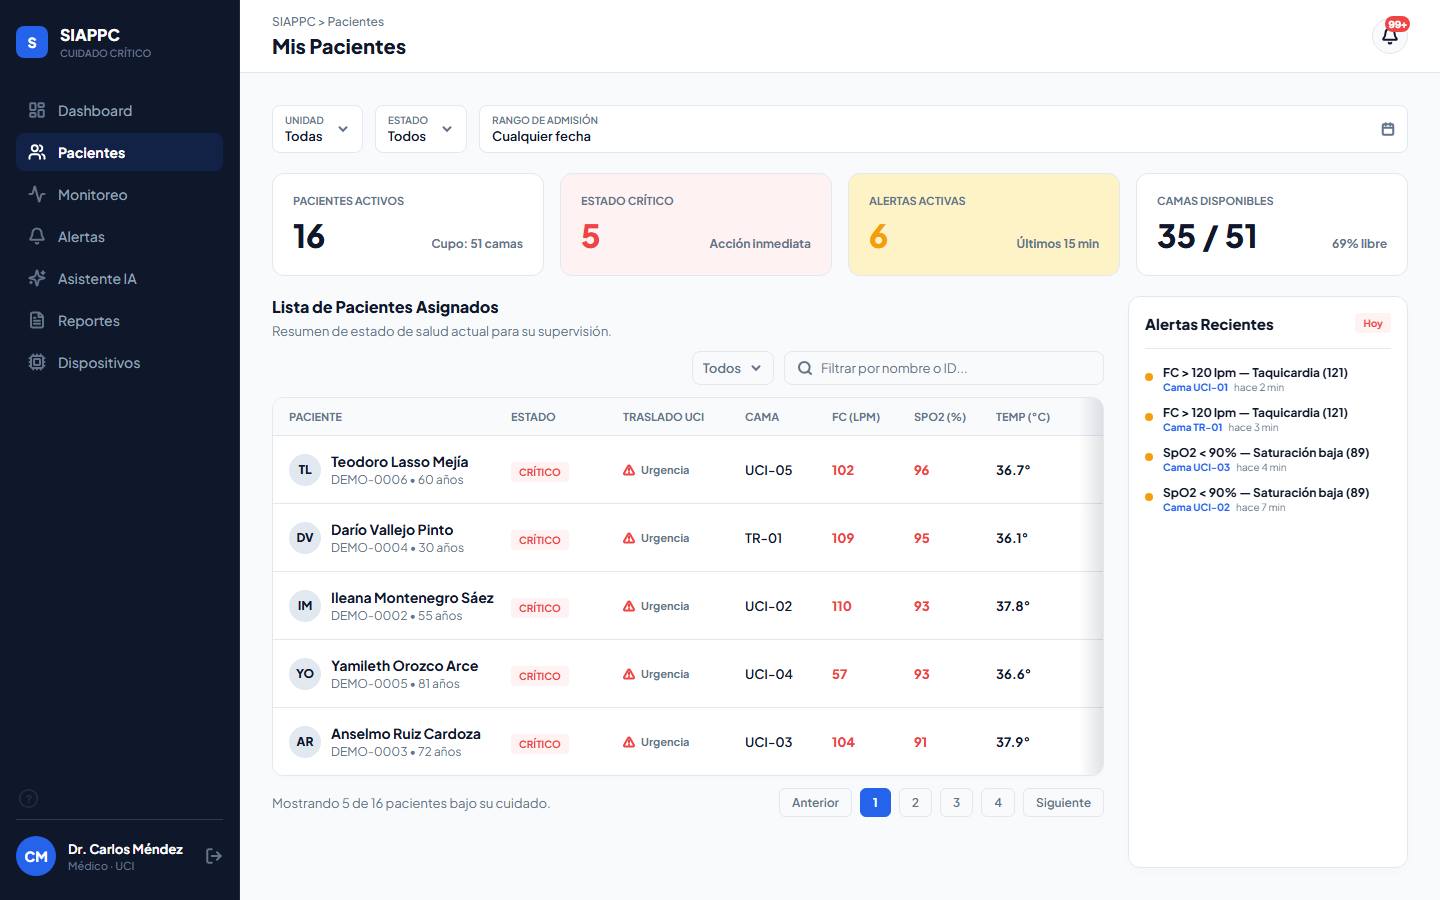 S
SIAPPC
CUIDADO CRÍTICO
Dashboard
Pacientes
Monitoreo
Alertas
Asistente IA
Reportes
Dispositivos
?
CM
Dr. Carlos Méndez
Médico · UCI
SIAPPC > Pacientes
Mis Pacientes
99+
UNIDAD
Todas
ESTADO
Todos
RANGO DE ADMISIÓN
Cualquier fecha
PACIENTES ACTIVOS
16
Cupo: 51 camas
ESTADO CRÍTICO
5
Acción inmediata
ALERTAS ACTIVAS
6
Últimos 15 min
CAMAS DISPONIBLES
35 / 51
69% libre
Lista de Pacientes Asignados
Resumen de estado de salud actual para su supervisión.
Todos
Filtrar por nombre o ID...
PACIENTE ESTADO TRASLADO UCI CAMA FC (LPM) SPO2 (%) TEMP (°C)
TL Teodoro Lasso Mejía CRÍTICO Urgencia UCI-05 102 96 36.7°
DEMO-0006 • 60 años
DV Darío Vallejo Pinto CRÍTICO Urgencia TR-01 109 95 36.1°
DEMO-0004 • 30 años
IM Ileana Montenegro Sáez CRÍTICO Urgencia UCI-02 110 93 37.8°
DEMO-0002 • 55 años
YO Yamileth Orozco Arce CRÍTICO Urgencia UCI-04 57 93 36.6°
DEMO-0005 • 81 años
AR Anselmo Ruiz Cardoza CRÍTICO Urgencia UCI-03 104 91 37.9°
DEMO-0003 • 72 años
Mostrando 5 de 16 pacientes bajo su cuidado.
Anterior 1 2 3 4 Siguiente
Alertas Recientes
Hoy
FC > 120 lpm — Taquicardia (121)
Cama UCI-01 hace 2 min
FC > 120 lpm — Taquicardia (121)
Cama TR-01 hace 3 min
SpO2 < 90% — Saturación baja (89)
Cama UCI-03 hace 4 min
SpO2 < 90% — Saturación baja (89)
Cama UCI-02 hace 7 min